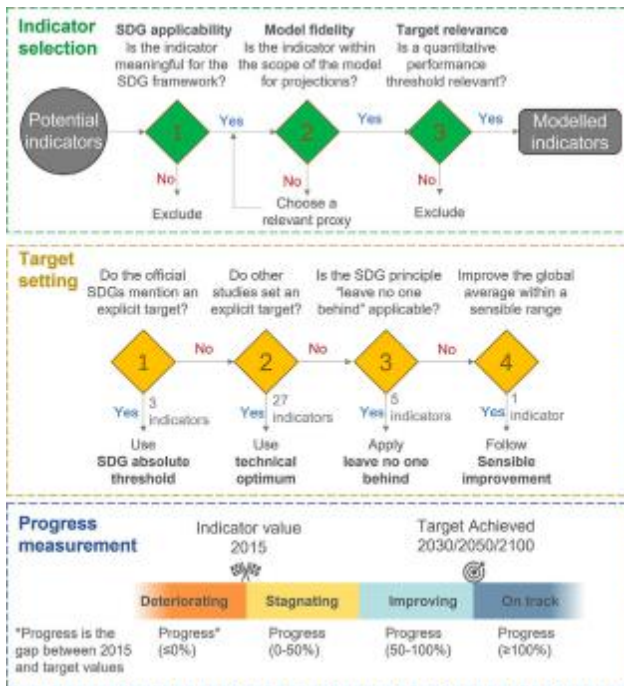 Indicator selection
SDG applicability
Is the indicator meaningful for the SDG framework?
Model fidelity
Is the indicator within the scope of the model for projections?
Target relevance
Is a quantitative performance threshold relevant?
Potential indicators
1
Yes
2
Yes
3
Yes
Modelled indicators
No
No
No
Exclude
Choose a relevant proxy
Exclude
Target setting
Do the official SDGs mention an explicit target?
Do other studies set an explicit target?
Is the SDG principle "leave no one behind" applicable?
Improve the global average within a sensible range
1
No
2
No
3
No
4
Yes
3 indicators
Yes
27 indicators
Yes
5 indicators
Yes
1 indicator
Use SDG absolute threshold
Use technical optimum
Apply leave no one behind
Follow Sensible improvement
Progress measurement
Indicator value 2015
Target Achieved 2030/2050/2100
Deteriorating
Stagnating
Improving
On track
*Progress is the gap between 2015 and target values
Progress* (≤0%)
Progress (0-50%)
Progress (50-100%)
Progress (≥100%)